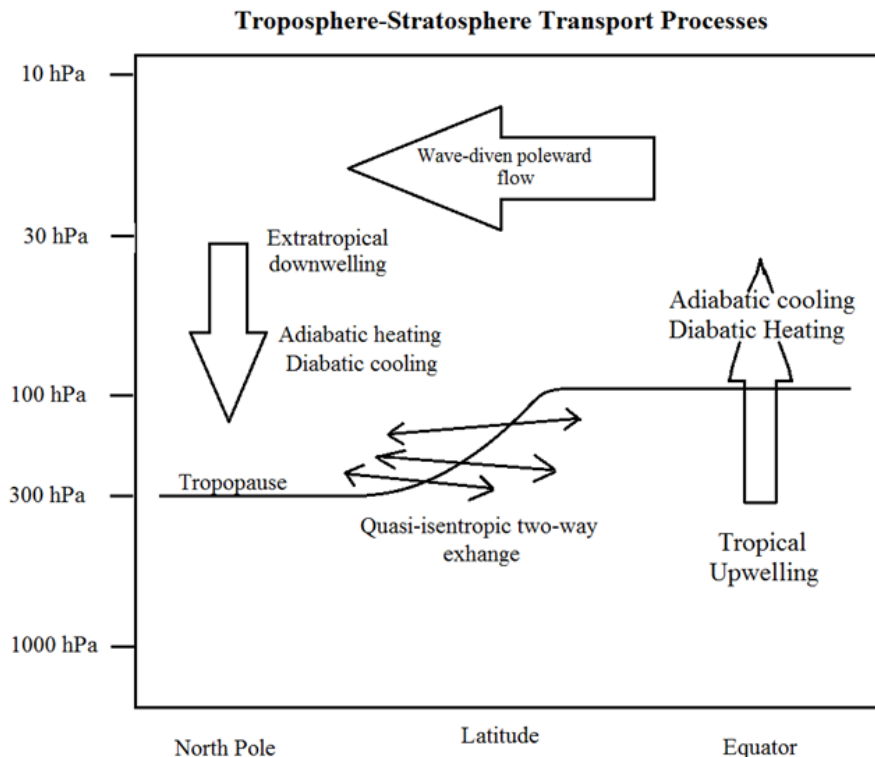 Troposphere-Stratosphere Transport Processes
10 hPa
Wave-diven poleward
flow
30 hPa
Extratropical
downwelling
Adiabatic cooling
Diabatic Heating
Adiabatic heating
Diabatic cooling
100 hPa
Tropopause
300 hPa
Quasi-isentropic two-way
exhange
Tropical
Upwelling
1000 hPa
North Pole
Latitude
Equator